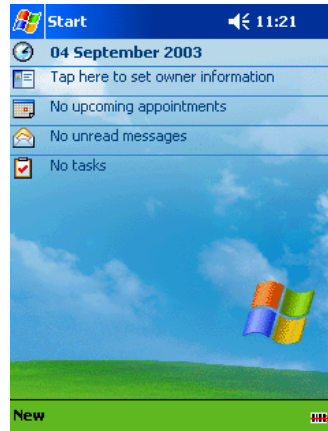 Start 11:21
04 September 2003
Tap here to set owner information
No upcoming appointments
No unread messages
No tasks
New